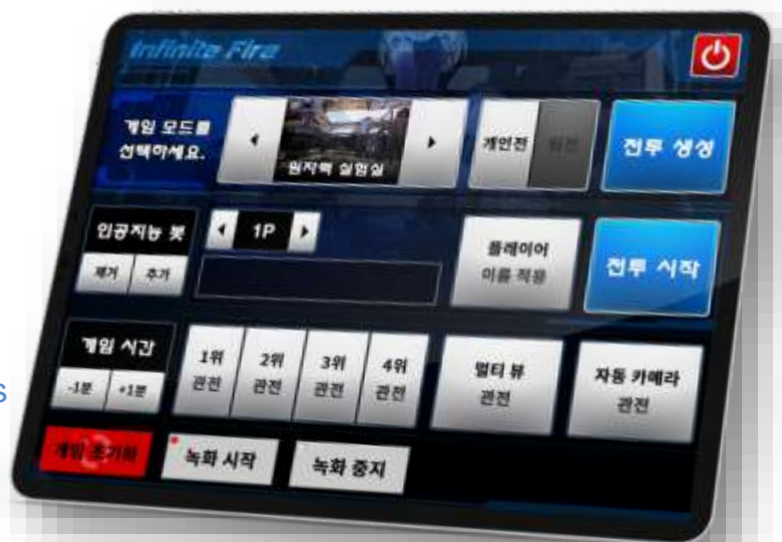 Infinite Fire
게임 모드를
선택하세요.
원자력 실험실
개인전
팀전
전투 생성
인공지능 봇
제거
추가
1P
플레이어
이름 적용
전투 시작
게임 시간
-1분
+1분
1위
관전
2위
관전
3위
관전
4위
관전
멀티 뷰
관전
자동 카메라
관전
게임 초기화
녹화 시작
녹화 중지
s